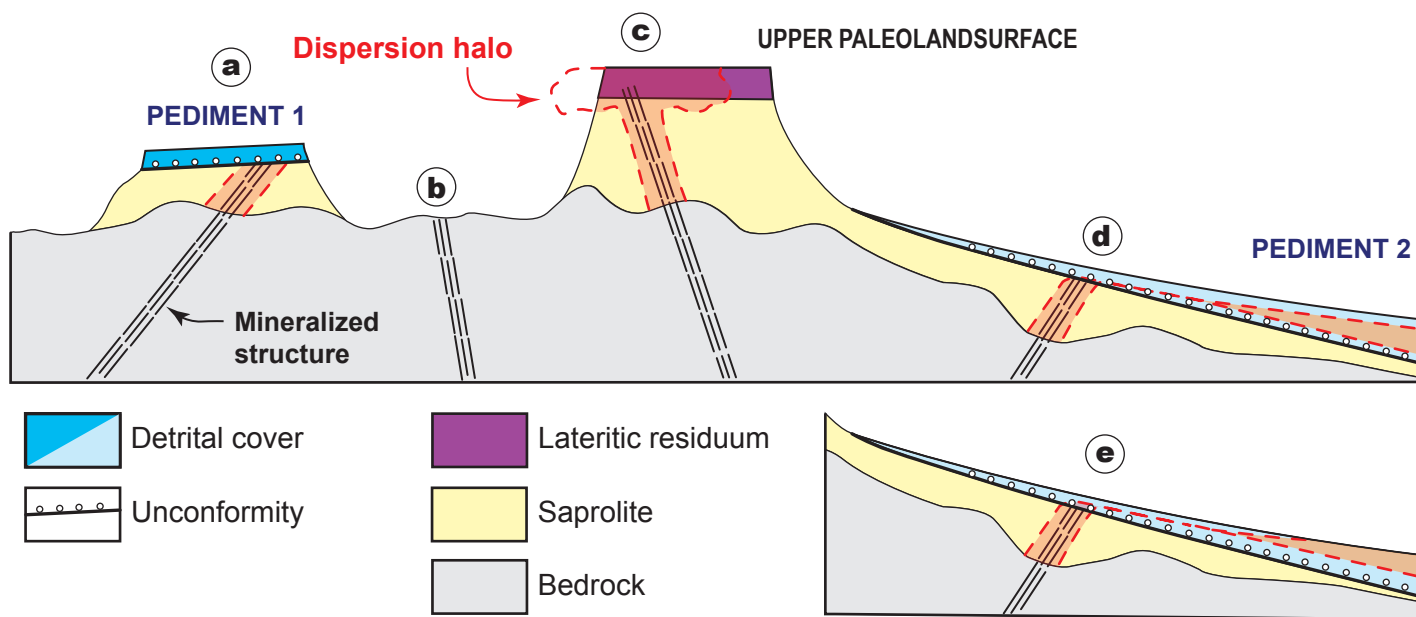 a
PEDIMENT 1
Dispersion halo
c
UPPER PALEOLANDSURFACE
b
d
PEDIMENT 2
Mineralized
structure
Detrital cover
Unconformity
Lateritic residuum
Saprolite
Bedrock
e